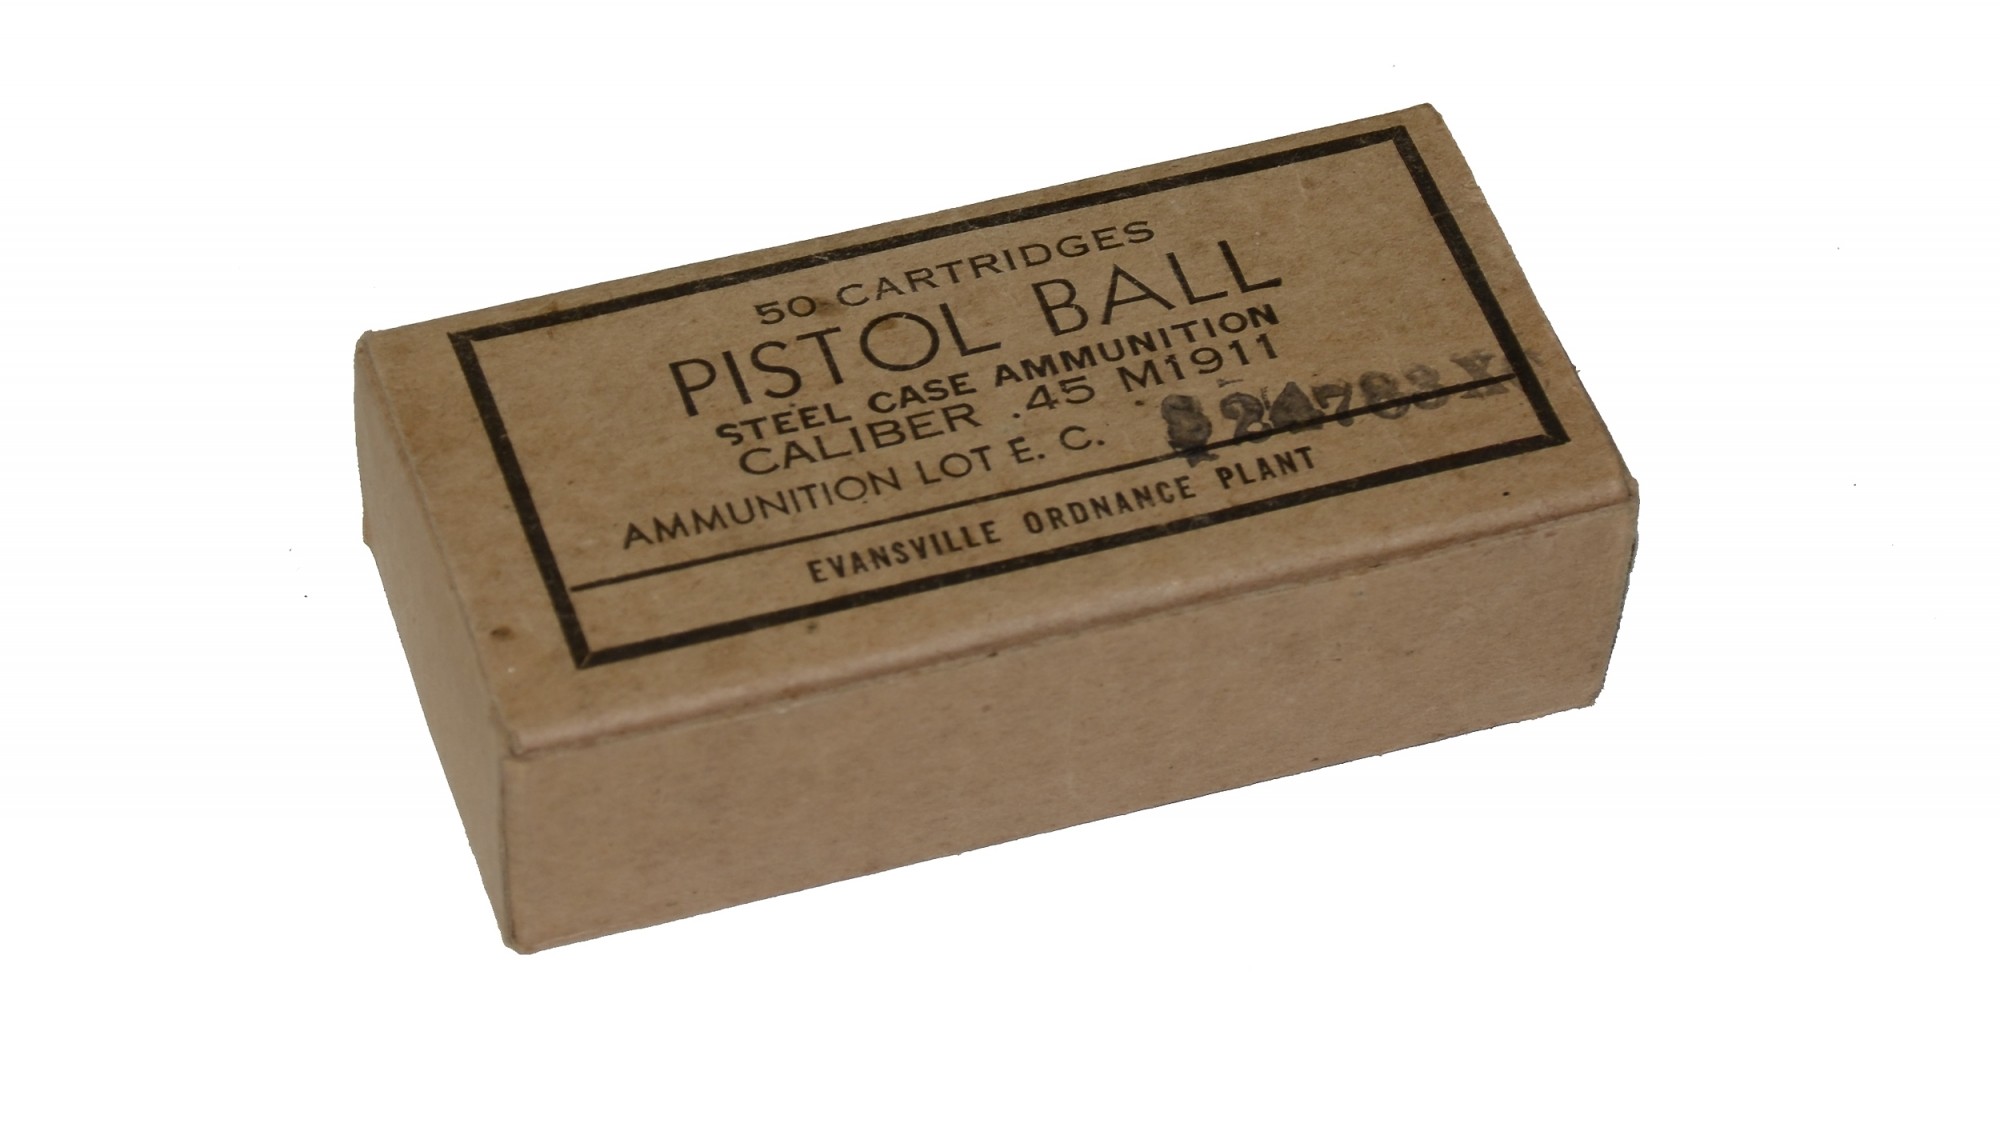 50 CARTRIDGES
PISTOL BALL
STEEL CASE AMMUNITION
CALIBER .45 M1911
AMMUNITION LOT E. C.
EVANSVILLE ORDNANCE PLANT